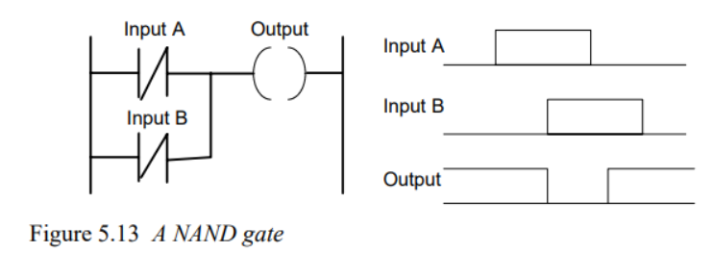 Input A
Output
Input B
Input A
Input B
Output
Figure 5.13 A NAND gate